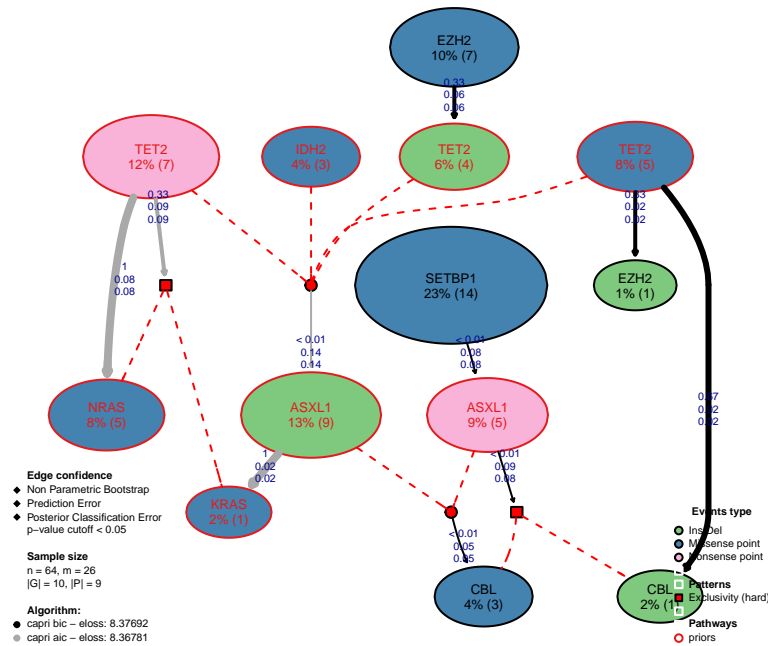 EZH2
10% (7)
0.33
0.06
0.06
TET2
12% (7)
IDH2
4% (3)
TET2
6% (4)
TET2
8% (5)
0.33
0.09
0.09
0.33
0.02
0.02
1
0.08
0.08
SETBP1
23% (14)
EZH2
1% (1)
< 0.01
0.14
0.14
< 0.01
0.08
0.08
NRAS
8% (5)
ASXL1
13% (9)
ASXL1
9% (5)
0.67
0.02
0.02
1
0.02
0.02
< 0.01
0.09
0.08
KRAS
2% (1)
< 0.01
0.05
0.05
CBL
4% (3)
CBL
2% (1)
Edge confidence
Non Parametric Bootstrap
Prediction Error
Posterior Classification Error
p−value cutoff < 0.05
Sample size
n = 64, m = 26
|G| = 10, |P| = 9
Algorithm:
capri bic − eloss: 8.37692
capri aic − eloss: 8.36781
Events type
Ins/Del
Missense point
Nonsense point
Patterns
Exclusivity (hard)
Pathways
priors